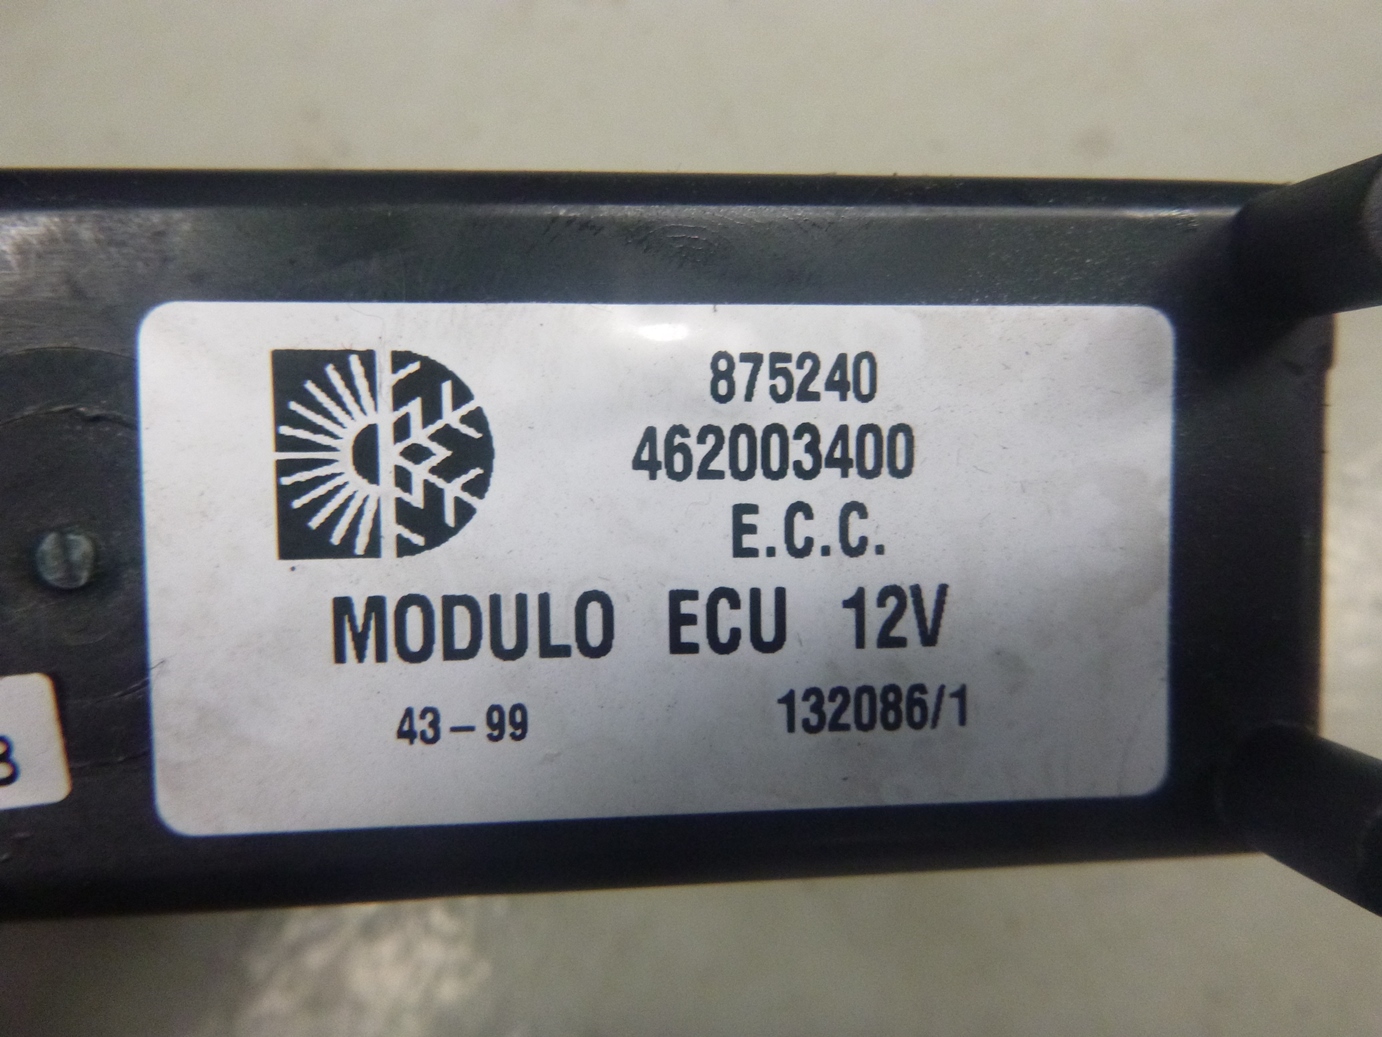 875240
462003400
E.C.C.
MODULO ECU 12V
43-99 132086/1